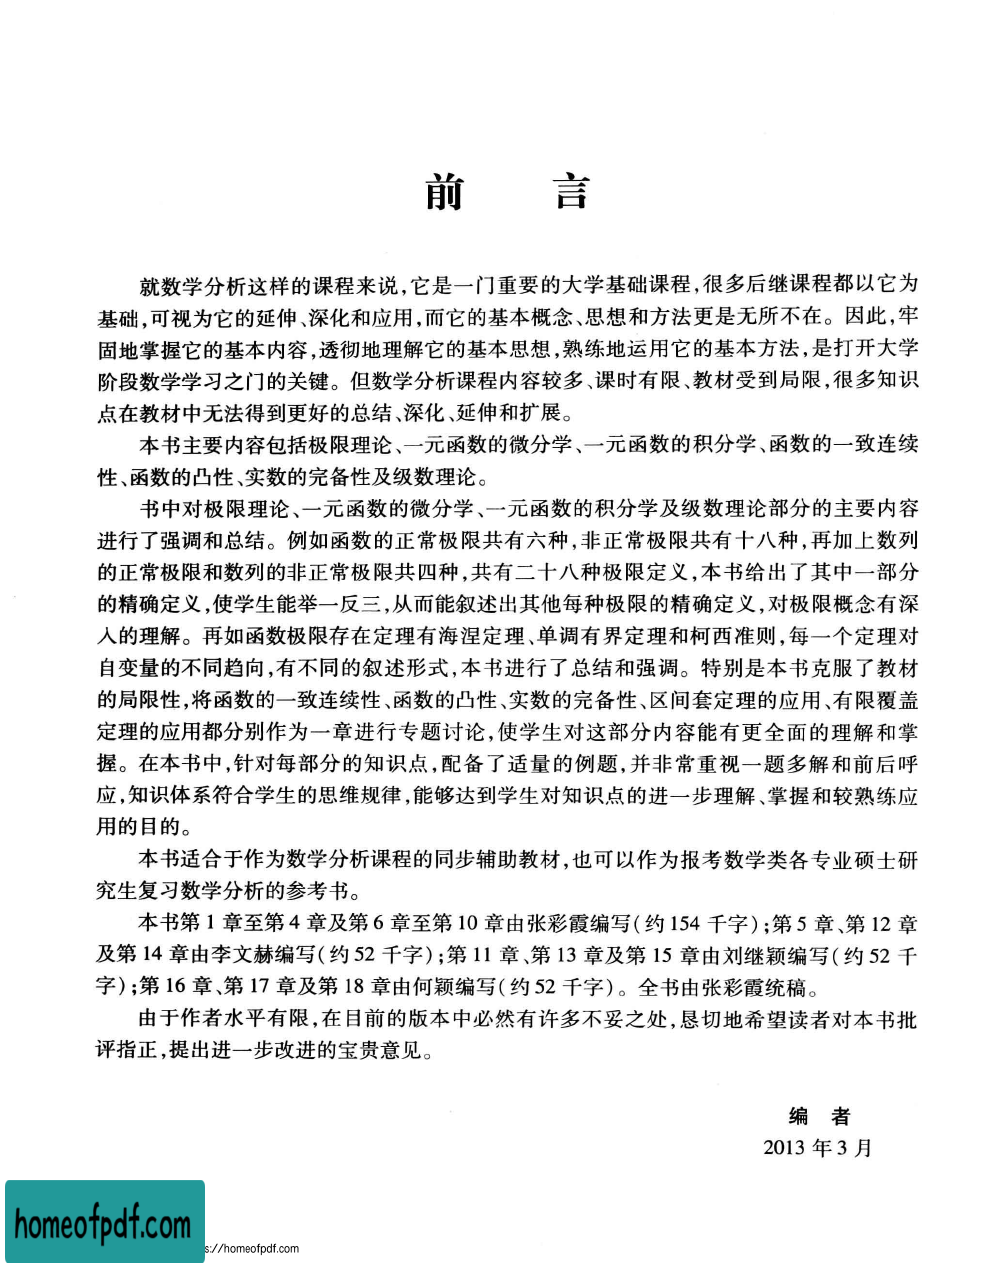 前言
就数学分析这样的课程来说,它是一门重要的大学基础课程,很多后继课程都以它为
基础,可视为它的延伸、深化和应用,而它的基本概念、思想和方法更是无所不在。因此,牢
固地掌握它的基本内容,透彻地理解它的基本思想,熟练地运用它的基本方法,是打开大学
阶段数学学习之门的关键。但数学分析课程内容较多、课时有限、教材受到局限,很多知识
点在教材中无法得到更好的总结、深化、延伸和扩展。
本书主要内容包括极限理论、一元函数的微分学、一元函数的积分学、函数的一致连续
性、函数的凸性、实数的完备性及级数理论。
书中对极限理论、一元函数的微分学、一元函数的积分学及级数理论部分的主要内容
进行了强调和总结。例如函数的正常极限共有六种,非正常极限共有十八种,再加上数列
的正常极限和数列的非正常极限共四种,共有二十八种极限定义,本书给出了其中一部分
的精确定义,使学生能举一反三,从而能叙述出其他每种极限的精确定义,对极限概念有深
入的理解。再如函数极限存在定理有海涅定理、单调有界定理和柯西准则,每一个定理对
自变量的不同趋向,有不同的叙述形式,本书进行了总结和强调。特别是本书克服了教材
的局限性,将函数的一致连续性、函数的凸性、实数的完备性、区间套定理的应用、有限覆盖
定理的应用都分别作为一章进行专题讨论,使学生对这部分内容能有更全面的理解和掌
握。在本书中,针对每部分的知识点,配备了适量的例题,并非常重视一题多解和前后呼
应,知识体系符合学生的思维规律,能够达到学生对知识点的进一步理解、掌握和较熟练应
用的目的。
本书适合于作为数学分析课程的同步辅助教材,也可以作为报考数学类各专业硕士研
究生复习数学分析的参考书。
本书第 1 章至第 4 章及第 6 章至第 10 章由张彩霞编写(约 154 千字);第 5 章、第 12 章
及第 14 章由李文赫编写(约 52 千字);第 11 章、第 13 章及第 15 章由刘继颖编写(约 52 千
字);第 16 章、第 17 章及第 18 章由何颖编写(约 52 千字)。全书由张彩霞统稿。
由于作者水平有限,在目前的版本中必然有许多不妥之处,恳切地希望读者对本书批
评指正,提出进一步改进的宝贵意见。
编 者
2013 年 3 月
homeofpdf.com
s://homeofpdf.com